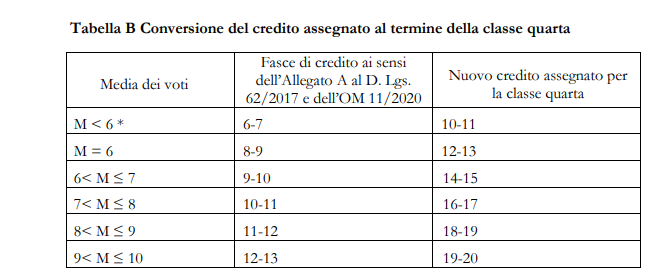 Tabella B Conversione del credito assegnato al termine della classe quarta
Media dei voti
Fasce di credito ai sensi
dell'Allegato A al D. Lgs.
62/2017 e dell'OM 11/2020
Nuovo credito assegnato per
la classe quarta
M < 6 * 6-7 10-11
M = 6 8-9 12-13
6< M ≤ 7 9-10 14-15
7< M ≤ 8 10-11 16-17
8< M ≤ 9 11-12 18-19
9< M ≤ 10 12-13 19-20